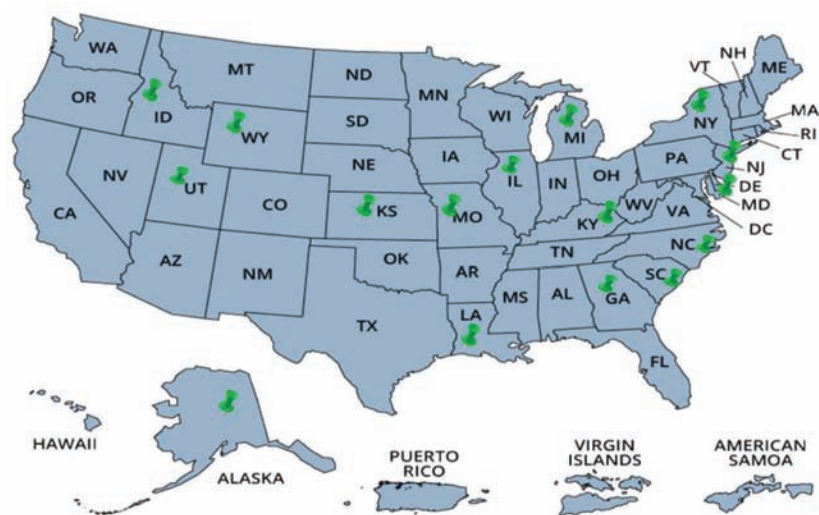 WA
MT
ND
MN
VT
NH
ME
OR
ID
WY
SD
WI
MI
NY
MA
RI
CT
NV
UT
NE
IA
IL
IN
OH
PA
NJ
DE
MD
DC
CA
CO
KS
MO
KY
WV
VA
AZ
NM
OK
AR
TN
NC
SC
TX
LA
MS
AL
GA
FL
HAWAII
ALASKA
PUERTO
RICO
VIRGIN
ISLANDS
AMERICAN
SAMOA